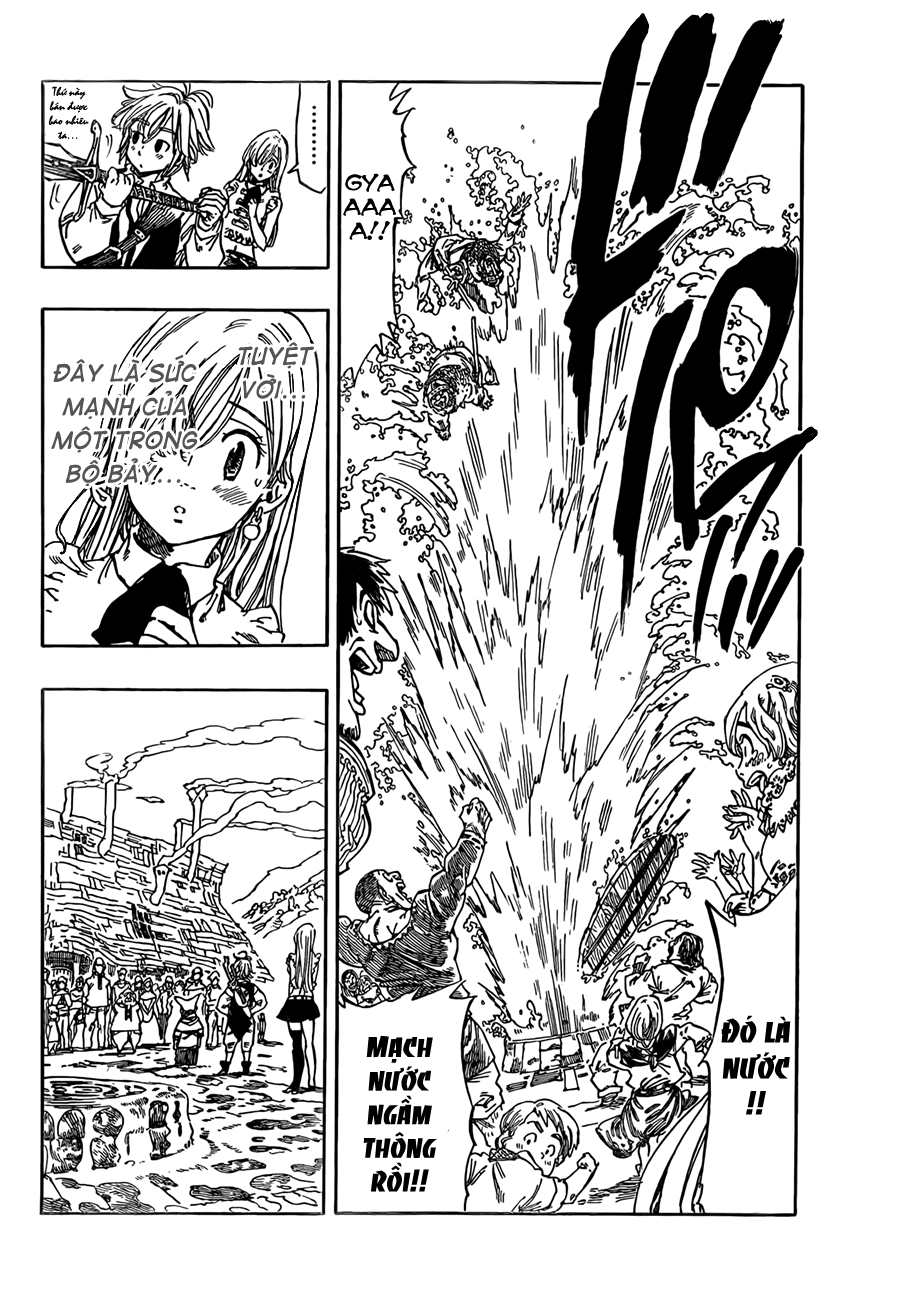 GYA
AAAA
A!!
ĐÓ LÀ
NƯỚC
!!
MẠCH
NƯỚC
NGẦM
THÔNG
RỒI!!
.........
Thứ này
bán được
bao nhiêu
ta...
TUYỆT
VỜI...
ĐÂY LÀ SỨC
MẠNH CỦA
MỘT TRONG
BỘ BẢY...